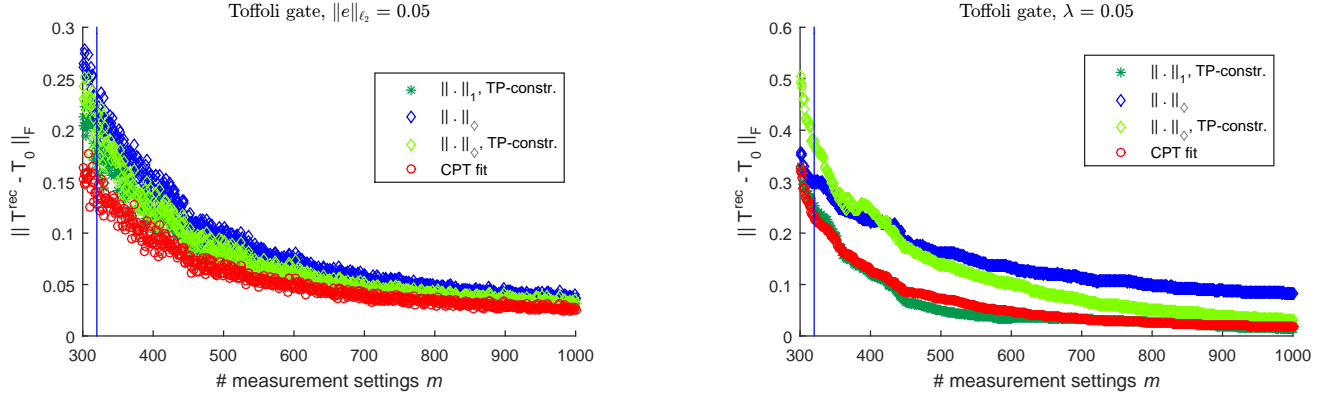 Toffoli gate, ‖e‖ℓ₂ = 0.05
0.3
0.25
0.2
0.15
0.1
0.05
0
|| T^rec - T_0 ||_F
|| . ||_1, TP-constr.
|| . ||_◇
|| . ||_◇, TP-constr.
CPT fit
300 400 500 600 700 800 900 1000
# measurement settings m
Toffoli gate, λ = 0.05
0.6
0.5
0.4
0.3
0.2
0.1
0
|| T^rec - T_0 ||_F
|| . ||_1, TP-constr.
|| . ||_◇
|| . ||_◇, TP-constr.
CPT fit
300 400 500 600 700 800 900 1000
# measurement settings m